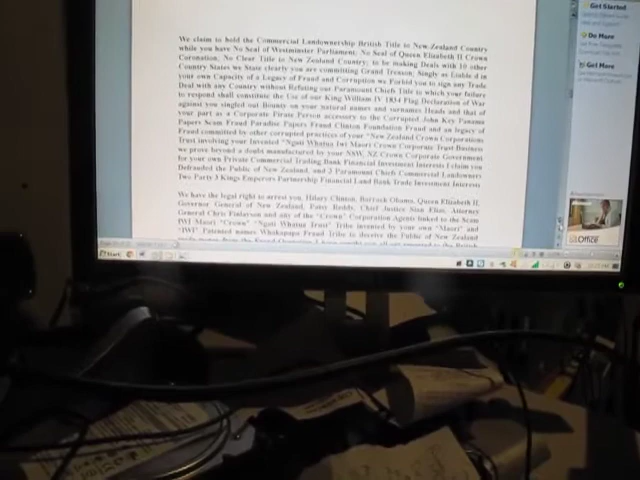 We claim to hold the Commercial Landownership British Title to New Zealand Country
while you have No Seal of Westminster Parliament, No Seal of Queen Elizabeth II Crown
Coronation, No Clear Title to New Zealand Country, to be making Deals with 10 other
Country States we State clearly you are committing Grand Treason, Singly as Liable d in
your own Capacity of a Legacy of Fraud and Corruption we Forbid you to sign any Trade
Deal with any Country without Refuting our Paramount Chiefs Title to which your failure
to respond shall constitute the Use of our King William IV 1834 Flag Declaration of War
against you singled out Bounty on your natural names and surnames Heads and that of
your part as a Corporate Pirate Person accessory to the Corrupted John Key Panama
Papers Scam Fraud Paradise Papers Fraud Clinton Foundation Fraud and an legacy of
Fraud committed by other corrupted practices of your "New Zealand Crown Corporations
Trust involving your Invented "Ngati Whatua Iwi Maori Crown Corporate Trust Business
we prove beyond a doubt manufactured by your NSW, NZ Crown Corporate Government
for your own Private Commercial Trading Bank Financial Investment Interests I claim you
Defrauded the Public of New Zealand, and 3 Paramount Chiefs Commercial Landowners
Two Party 3 Kings Emperors Partnership Financial Land Bank Trade Investment Interests
We have the legal right to arrest you, Hilary Clinton, Barrack Obama, Queen Elizabeth II,
Governor General of New Zealand, Patsy Reddy, Chief Justice Sian Elias, Attorney
General Chris Finlayson and any of the "Crown" Corporation Agents linked to the Scam
IWI Maori "Crown" "Ngati Whatua Trust" Tribe invented by your own "Maori" and
"IWI" Patented names Whakapapa Fraud Tribe to deceive the Public of New Zealand
Get Started
Do More
Get More
Office
Start